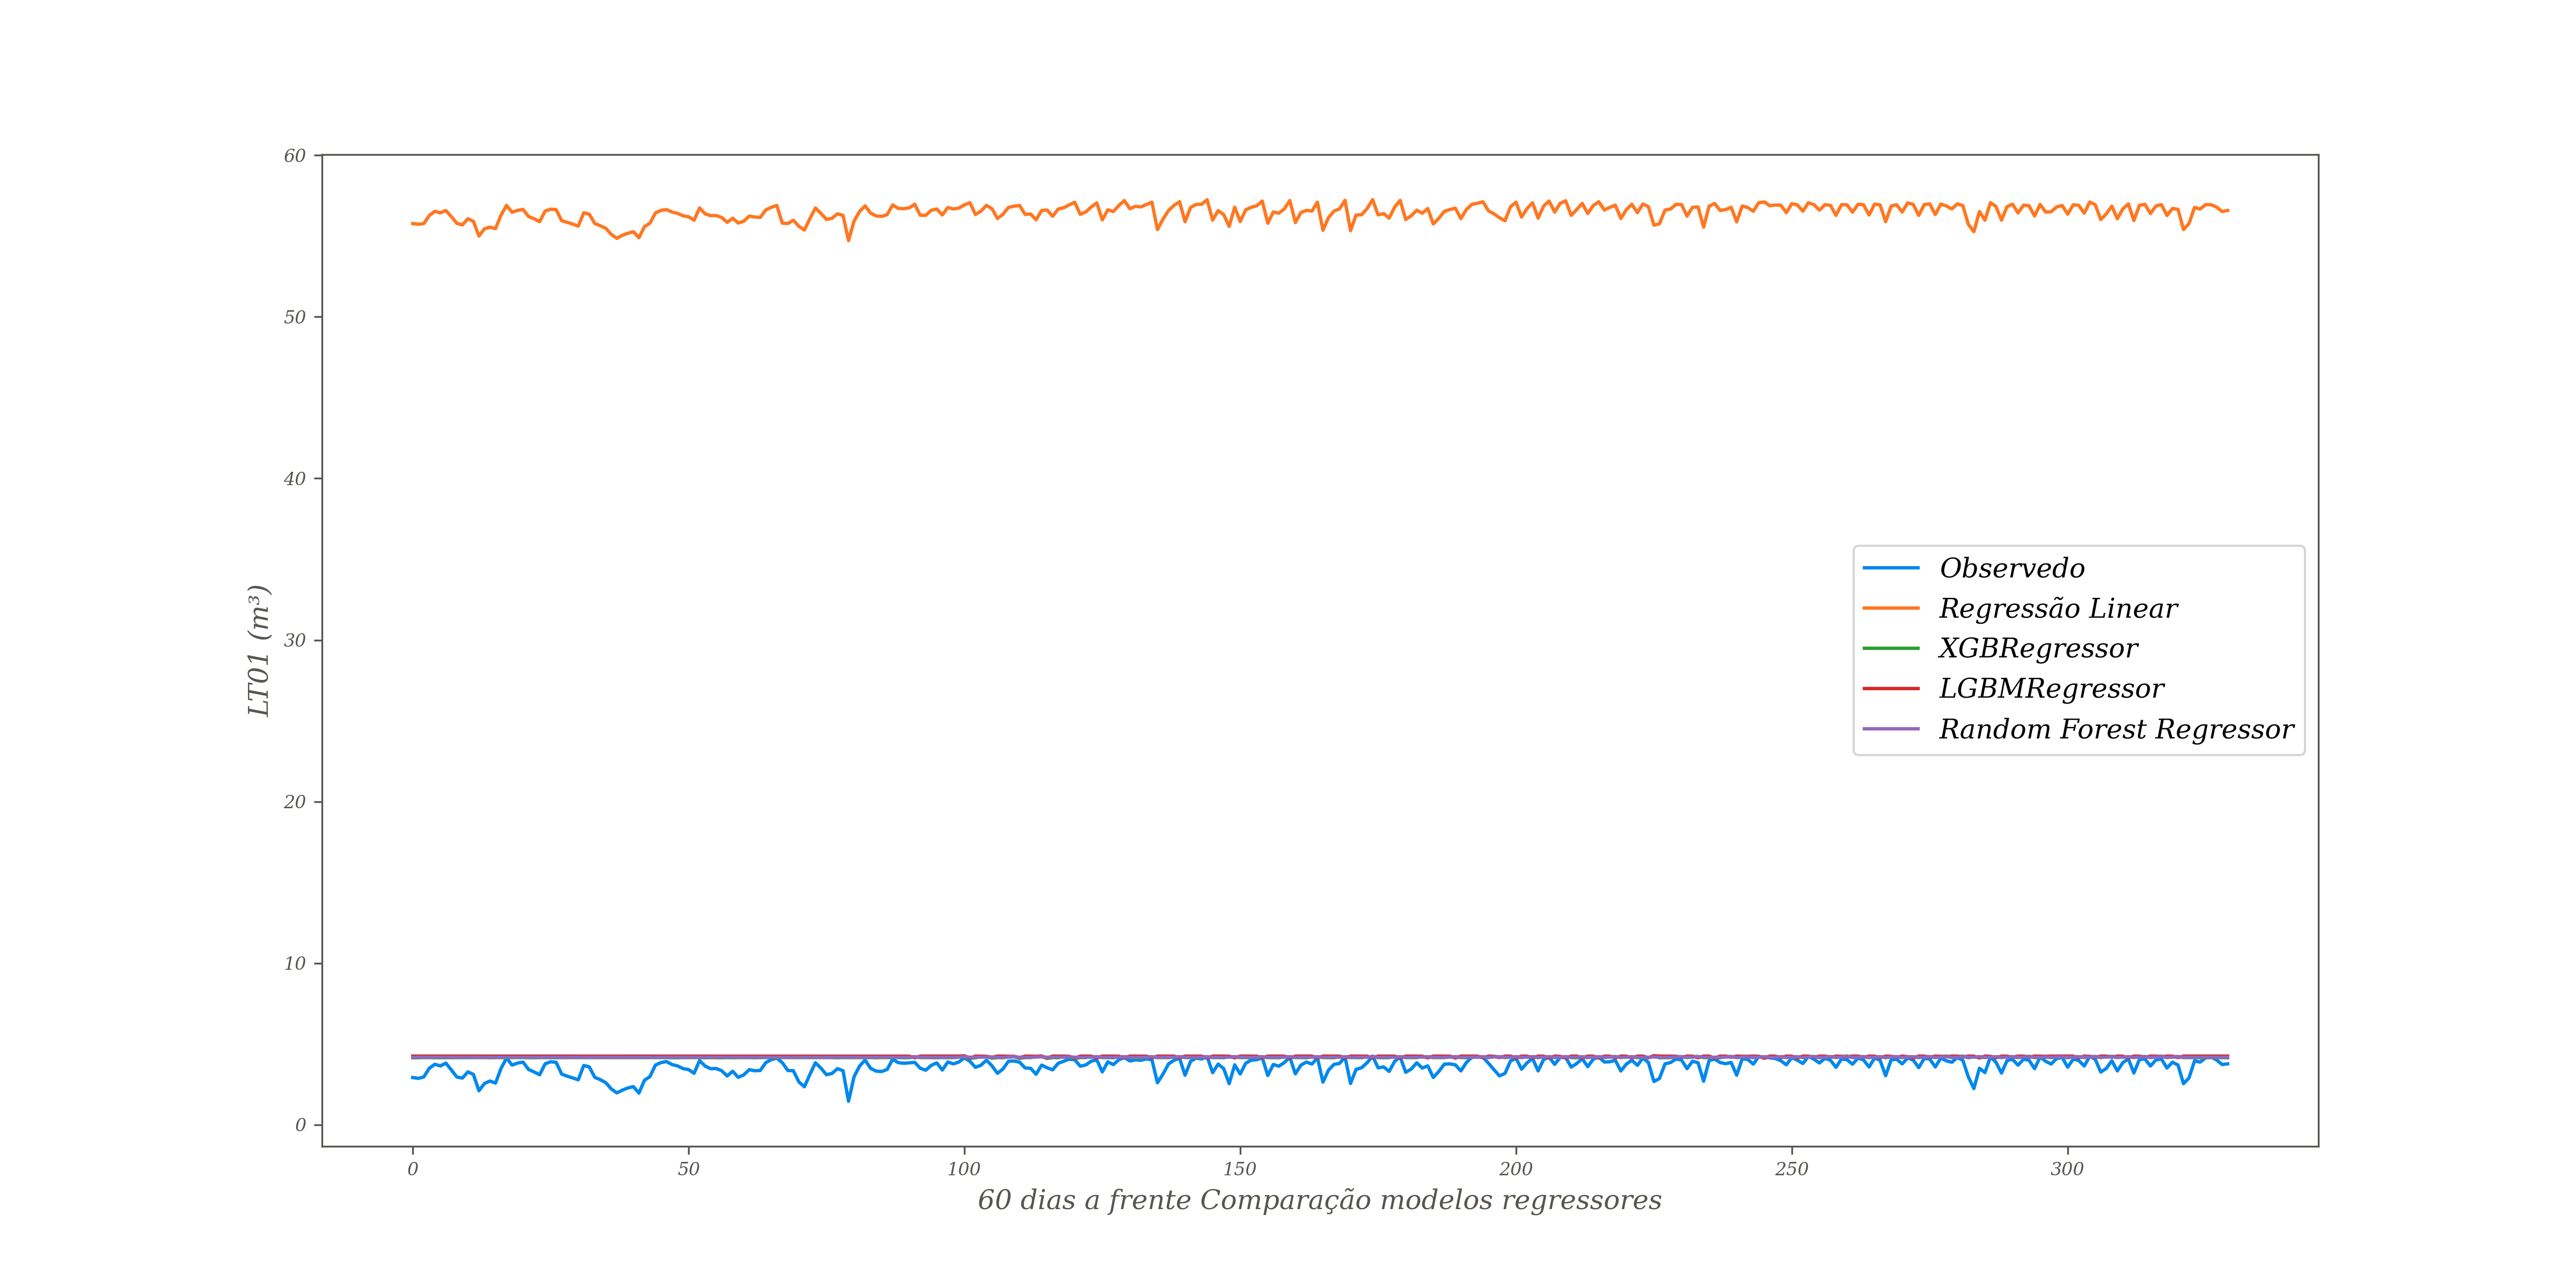 60
50
40
30
20
10
0
LT01 (m³)
Observedo
Regressão Linear
XGBRegressor
LGBMRegressor
Random Forest Regressor
0 50 100 150 200 250 300
60 dias a frente Comparação modelos regressores